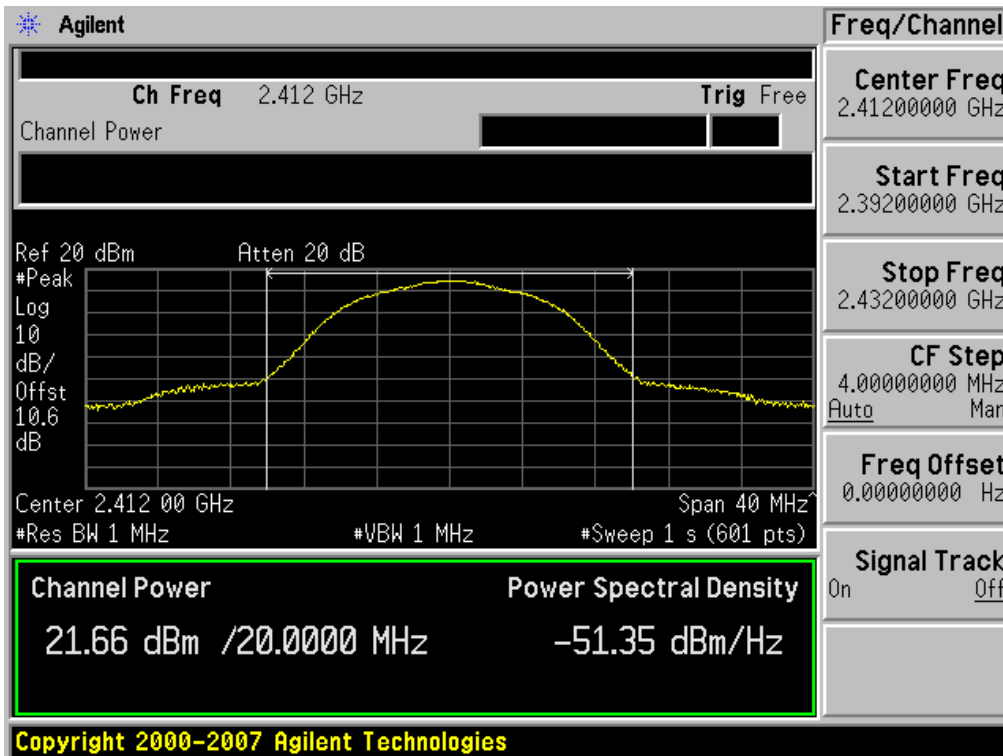 Agilent
Freq/Channel
Ch Freq 2.412 GHz Trig Free
Channel Power
Center Freq
2.41200000 GHz
Start Freq
2.39200000 GHz
Stop Freq
2.43200000 GHz
CF Step
4.00000000 MHz
Auto Man
Freq Offset
0.00000000 Hz
Signal Track
On Off
Ref 20 dBm Atten 20 dB
#Peak
Log
10
dB/
Offst
10.6
dB
Center 2.412 00 GHz Span 40 MHz^
#Res BW 1 MHz #VBW 1 MHz #Sweep 1 s (601 pts)
Channel Power Power Spectral Density
21.66 dBm /20.0000 MHz -51.35 dBm/Hz
Copyright 2000-2007 Agilent Technologies